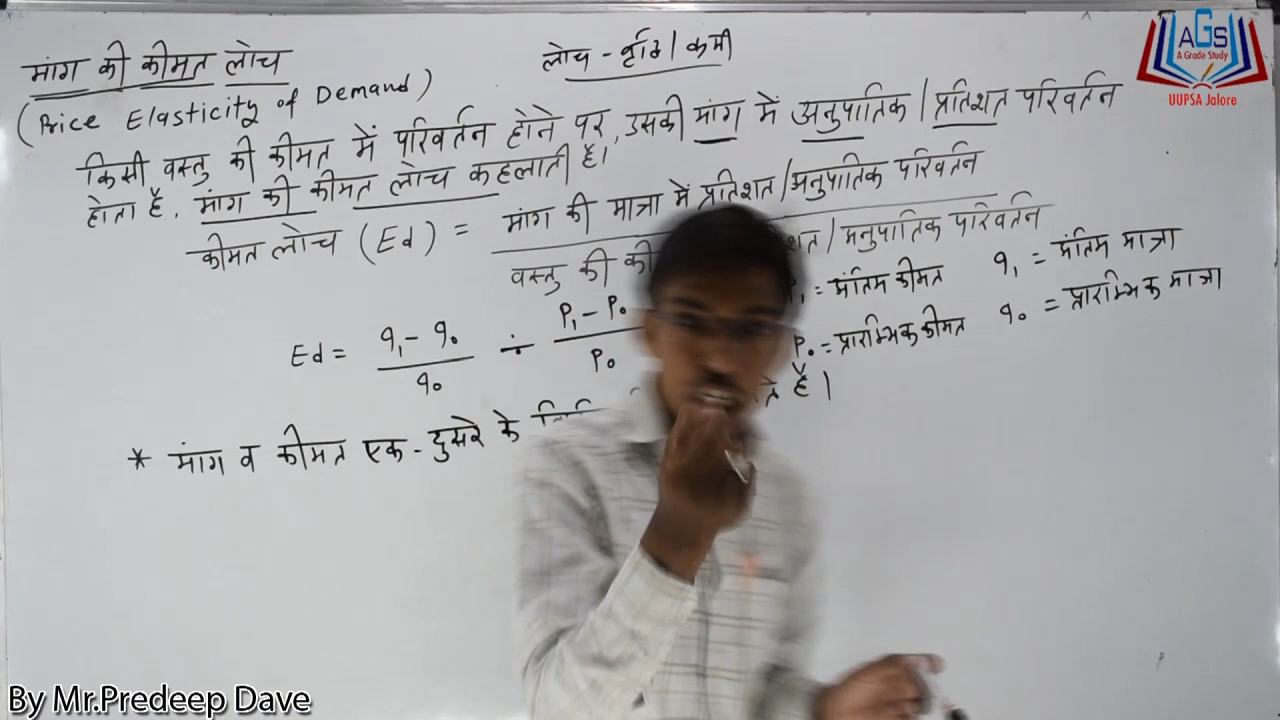 मांग की कीमत लोच
लोच - वृद्धि / कमी
(Price Elasticity of Demand)
किसी वस्तु की कीमत में परिवर्तन होने पर, उसकी मांग में अनुपातिक / प्रतिशत परिवर्तन
होता है, मांग की कीमत लोच कहलाती है।
कीमत लोच (Ed) = मांग की मात्रा में प्रतिशत/अनुपातिक परिवर्तन
वस्तु की / अनुपातिक परिवर्तन
Ed = q₁ - q₀ / q₀ ÷ P₁ - P₀ / P₀
P₁ = अंतिम कीमत q₁ = अंतिम मात्रा
P₀ = प्रारम्भिक कीमत q₀ = प्रारम्भिक मात्रा
* मांग व कीमत एक - दुसरे के है।
AGS
A Grade Study
UUPSA Jalore
By Mr.Predeep Dave